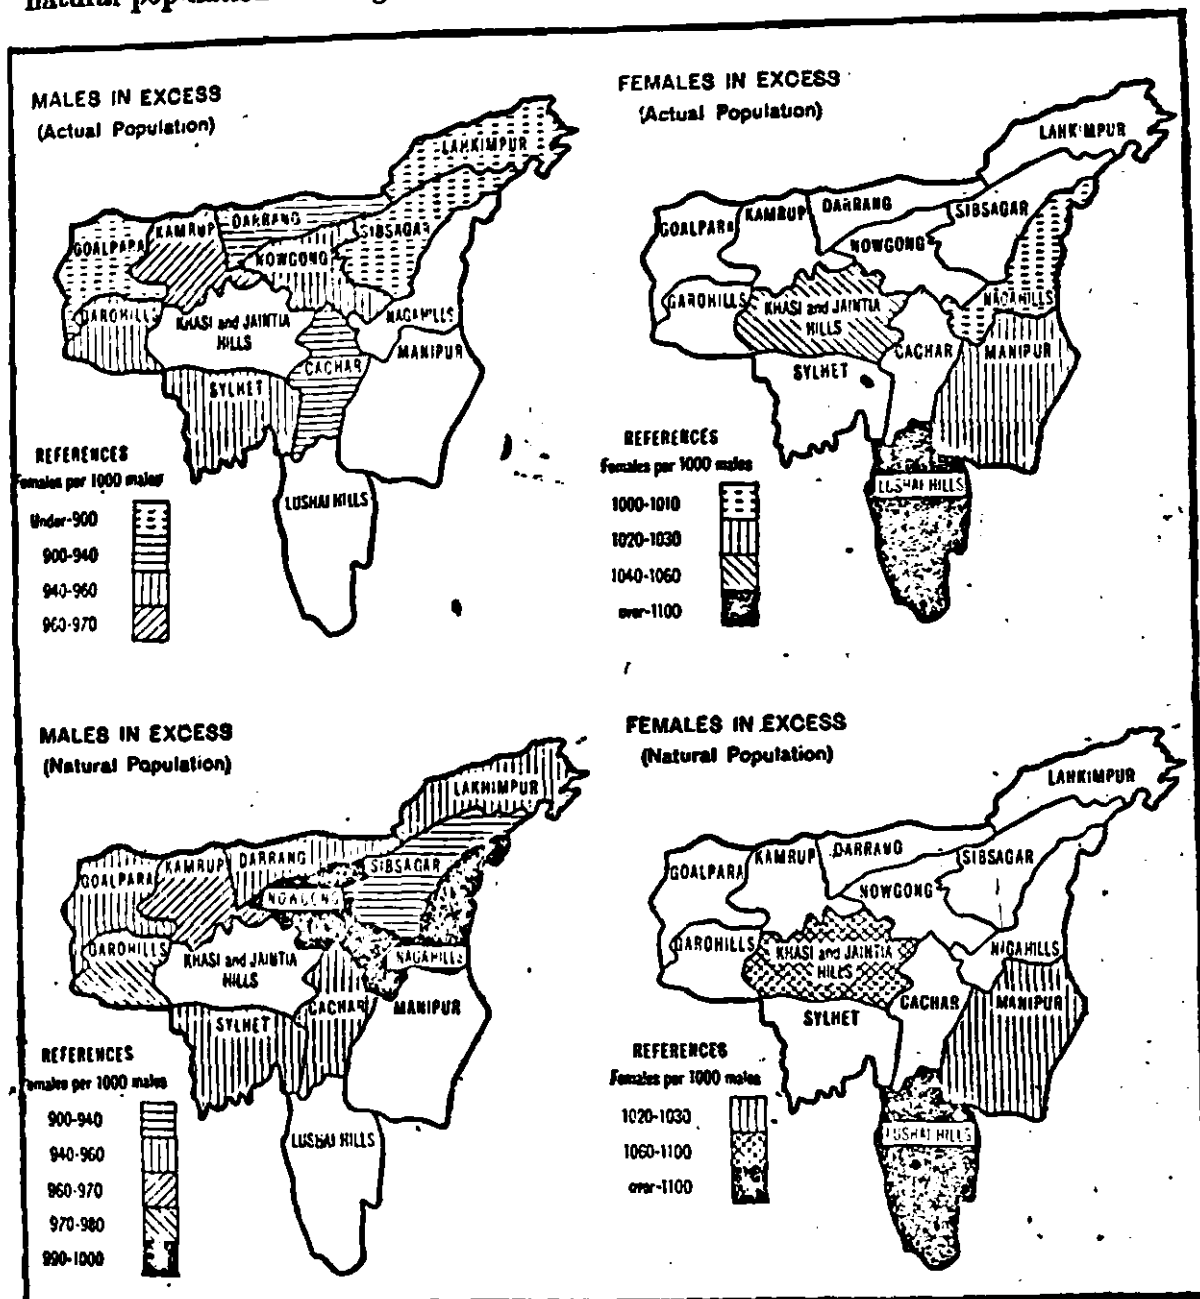 natural population
MALES IN EXCESS
(Actual Population)
LAHKIMPUR
DARRANG
KAMRUP
GOALPARA
SIBSAGAR
NOWGONG
GAROHILLS
KHASI and JAINTIA
HILLS
NAGAHILLS
MANIPUR
CACHAR
SYLHET
LUSHAI HILLS
REFERENCES
Females per 1000 males
Under-900
900-940
940-960
960-970
FEMALES IN EXCESS
(Actual Population)
LAHKIMPUR
DARRANG
KAMRUP
GOALPARA
SIBSAGAR
NOWGONG
GAROHILLS
KHASI and JAINTIA
HILLS
NAGAHILLS
MANIPUR
CACHAR
SYLHET
LUSHAI HILLS
REFERENCES
Females per 1000 males
1000-1010
1020-1030
1040-1060
over-1100
MALES IN EXCESS
(Natural Population)
LAKHIMPUR
DARRANG
KAMRUP
GOALPARA
SIBSAGAR
NOWGONG
GAROHILLS
KHASI and JAINTIA
HILLS
NAGAHILLS
MANIPUR
CACHAR
SYLHET
LUSHAI HILLS
REFERENCES
Females per 1000 males
900-940
940-960
960-970
970-980
990-1000
FEMALES IN EXCESS
(Natural Population)
LAHKIMPUR
DARRANG
KAMRUP
GOALPARA
SIBSAGAR
NOWGONG
GAROHILLS
KHASI and JAINTIA
HILLS
NAGAHILLS
MANIPUR
CACHAR
SYLHET
LUSHAI HILLS
REFERENCES
Females per 1000 males
1020-1030
1060-1100
over-1100